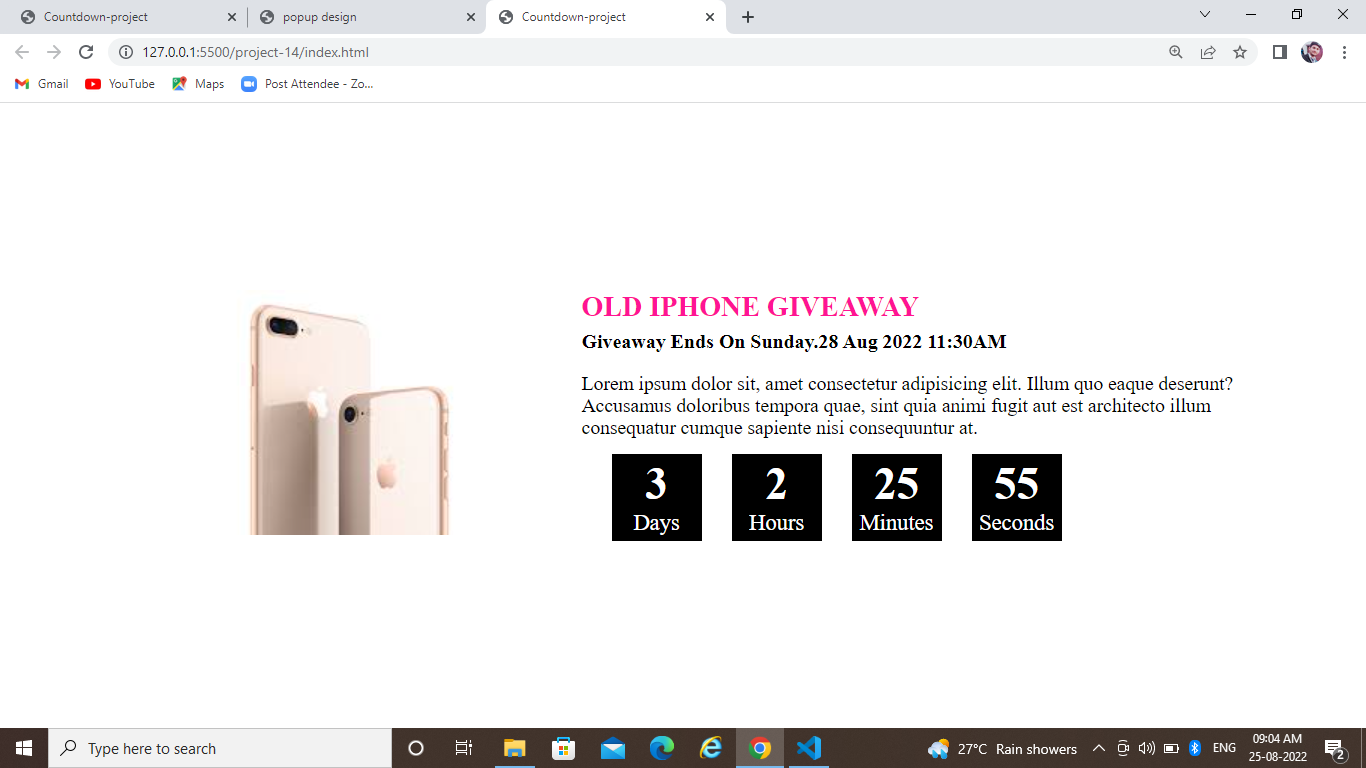 Countdown-project
popup design
Countdown-project
127.0.0.1:5500/project-14/index.html
Gmail
YouTube
Maps
Post Attendee - Zo...
OLD IPHONE GIVEAWAY
Giveaway Ends On Sunday.28 Aug 2022 11:30AM
Lorem ipsum dolor sit, amet consectetur adipisicing elit. Illum quo eaque deserunt?
Accusamus doloribus tempora quae, sint quia animi fugit aut est architecto illum
consequatur cumque sapiente nisi consequuntur at.
3 2 25 55
Days Hours Minutes Seconds
Type here to search
27°C Rain showers
ENG
09:04 AM
25-08-2022
2